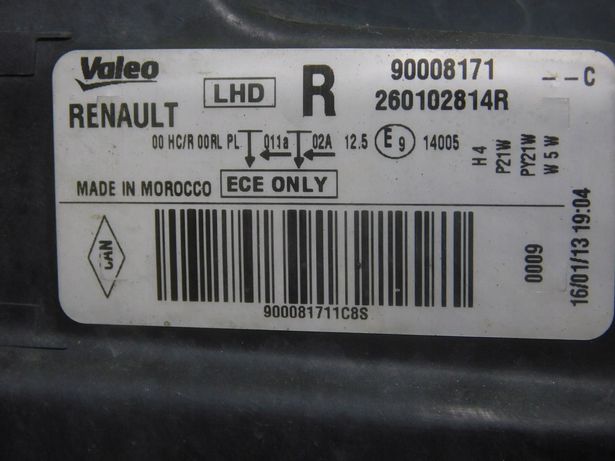 Valeo
RENAULT
LHD
R
90008171
260102814R
--C
00 HC/R 00RL PL 011a 02A 12.5 E9 14005
MADE IN MOROCCO
ECE ONLY
H4
P21W
PY21W
W5W
CAN
900081711C8S
0009
16/01/13 19:04